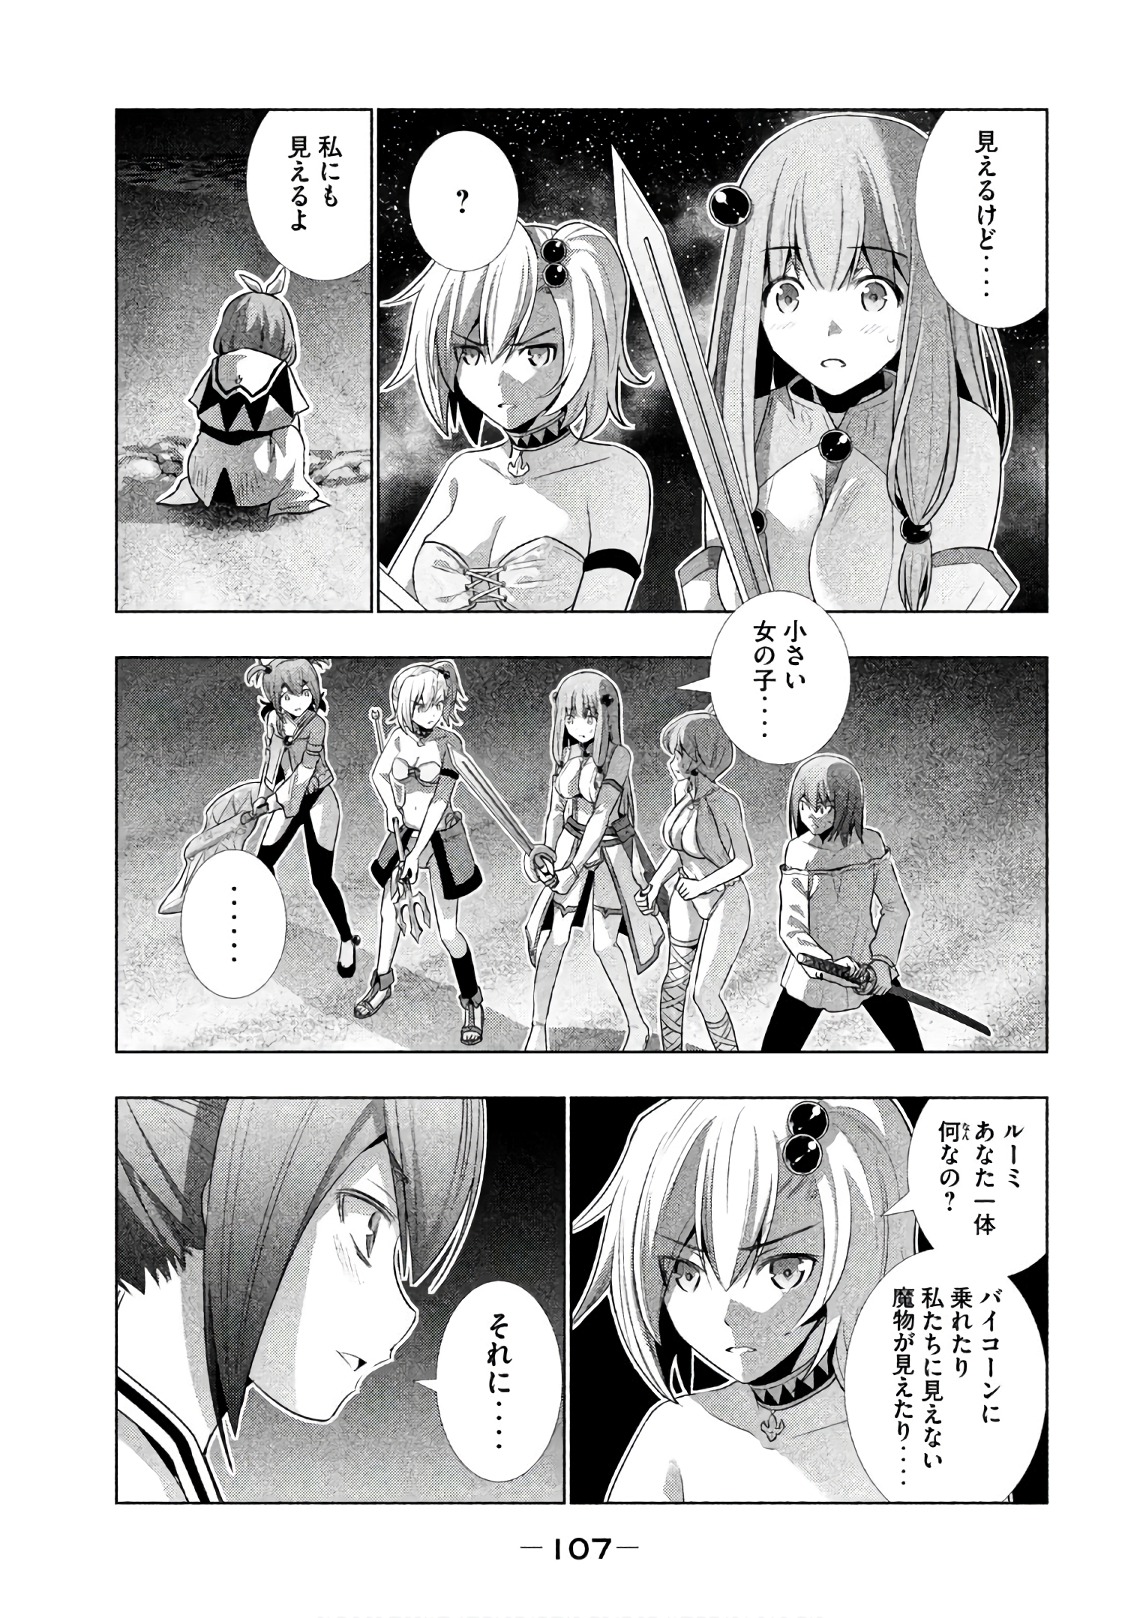 見えるけど‥‥
？
私にも
見えるよ
小さい
女の子‥‥
‥‥‥
ルーミ
あなた一体
何なの？
なん
バイコーンに
乗れたり
私たちに見えない
魔物が見えたり‥‥
それに‥‥
—107—